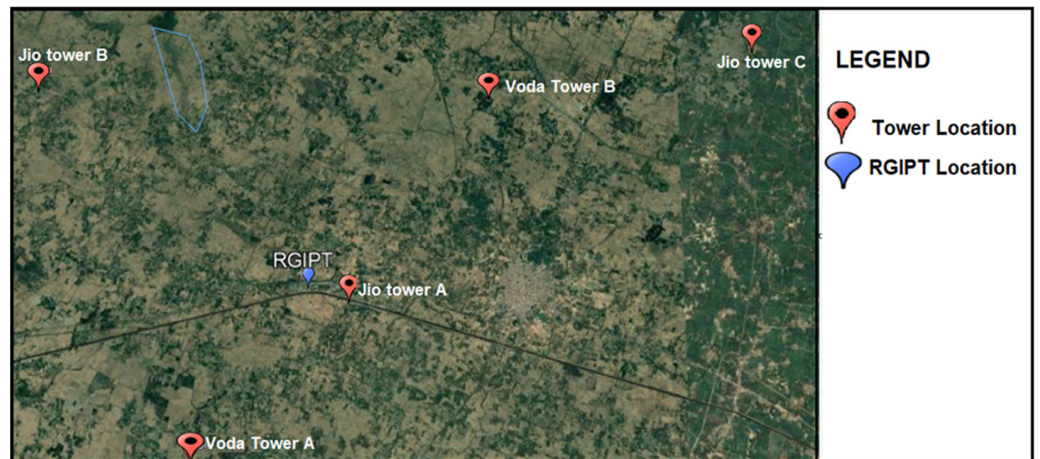 Jio tower B
Voda Tower B
Jio tower C
RGIPT
Jio tower A
Voda Tower A
LEGEND
Tower Location
RGIPT Location
c